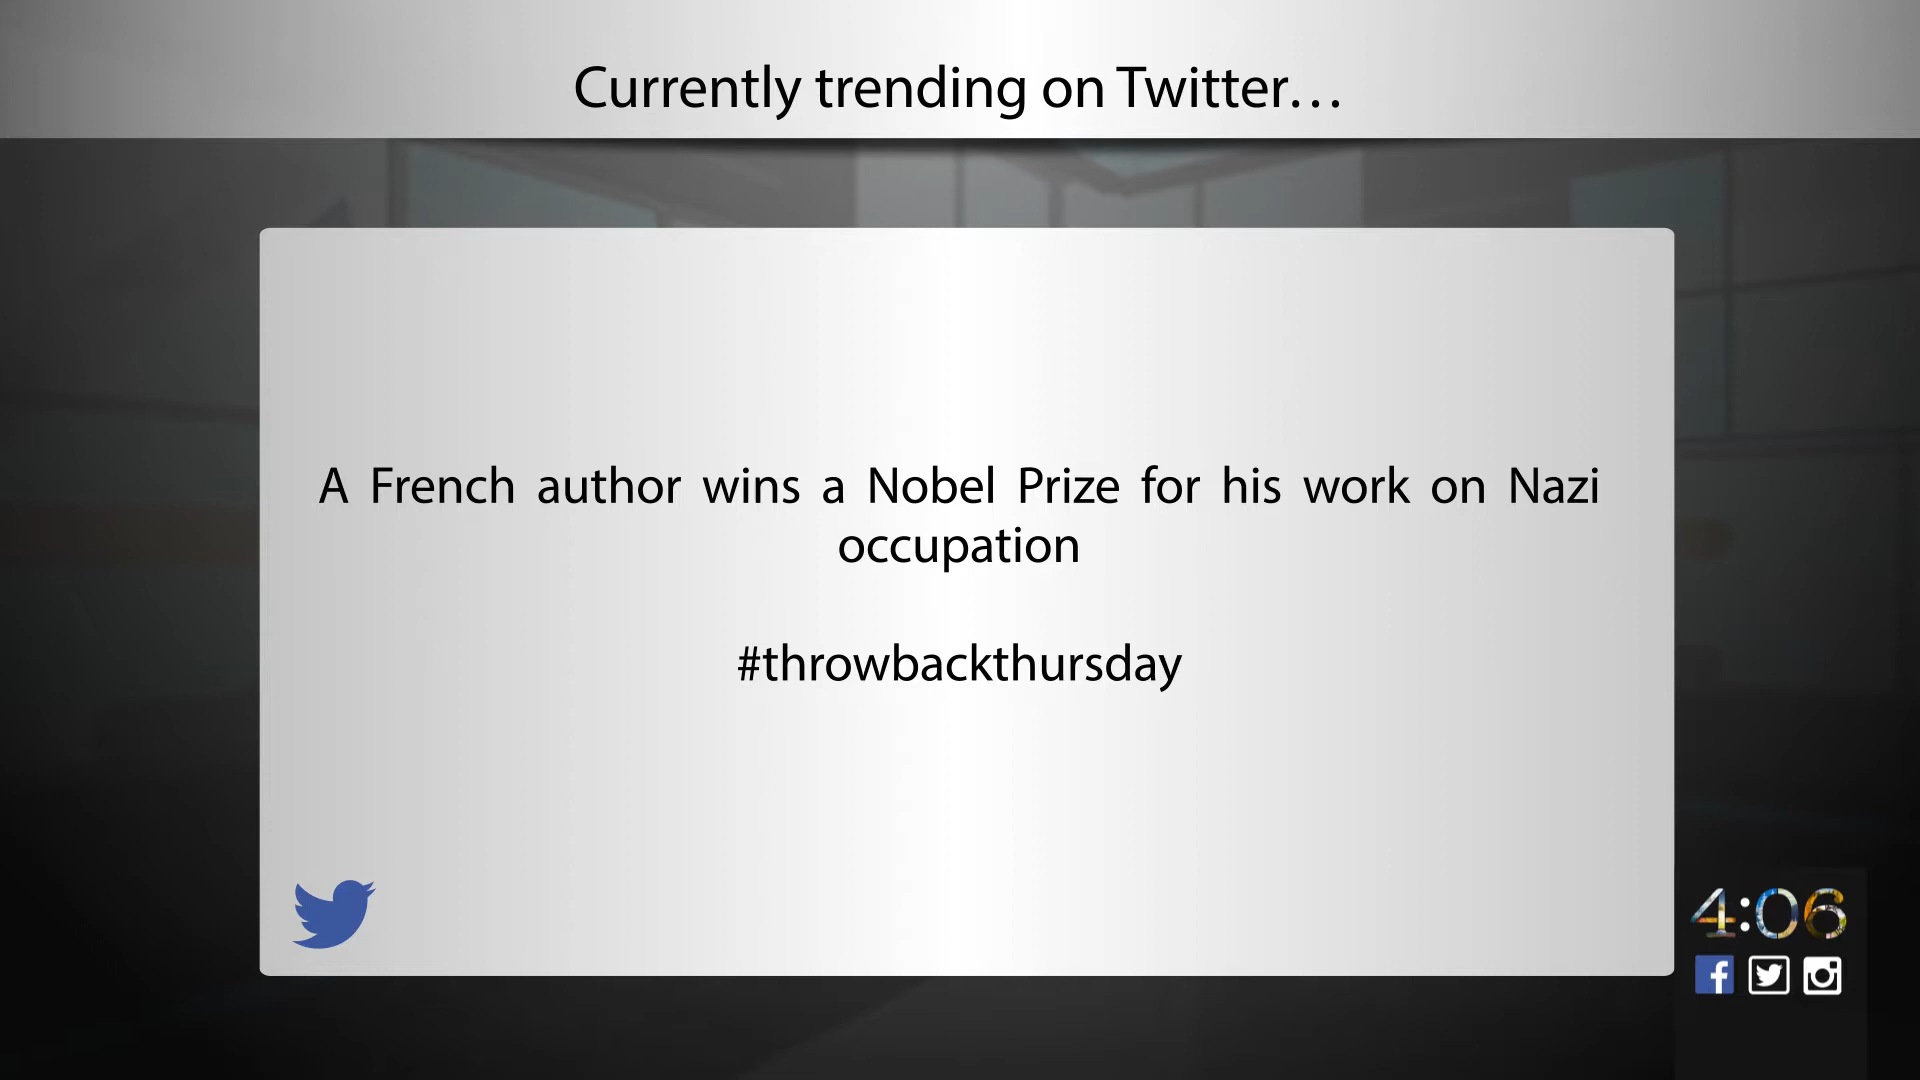 Currently trending on Twitter…
A French author wins a Nobel Prize for his work on Nazi
occupation
#throwbackthursday
4:06